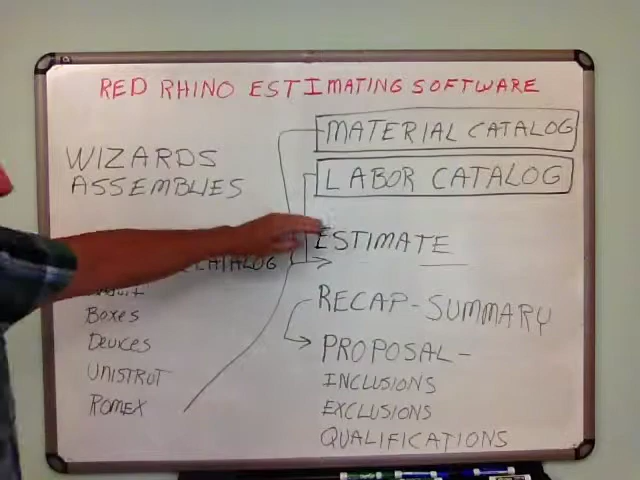 RED RHINO ESTIMATING SOFTWARE
WIZARDS
ASSEMBLIES
CATALOG
Boxes
Devices
UNISTRUT
ROMEX
MATERIAL CATALOG
LABOR CATALOG
ESTIMATE
RECAP-SUMMARY
PROPOSAL-
INCLUSIONS
EXCLUSIONS
QUALIFICATIONS